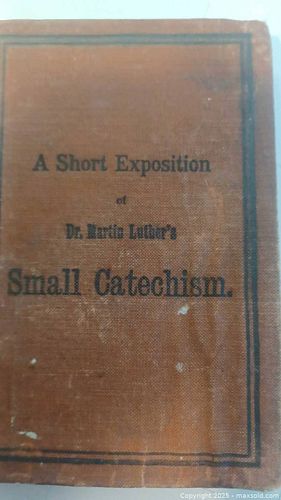 A Short Exposition
of
Dr. Martin Luther's
Small Catechism.
Copyright 2025 - maxsold.com